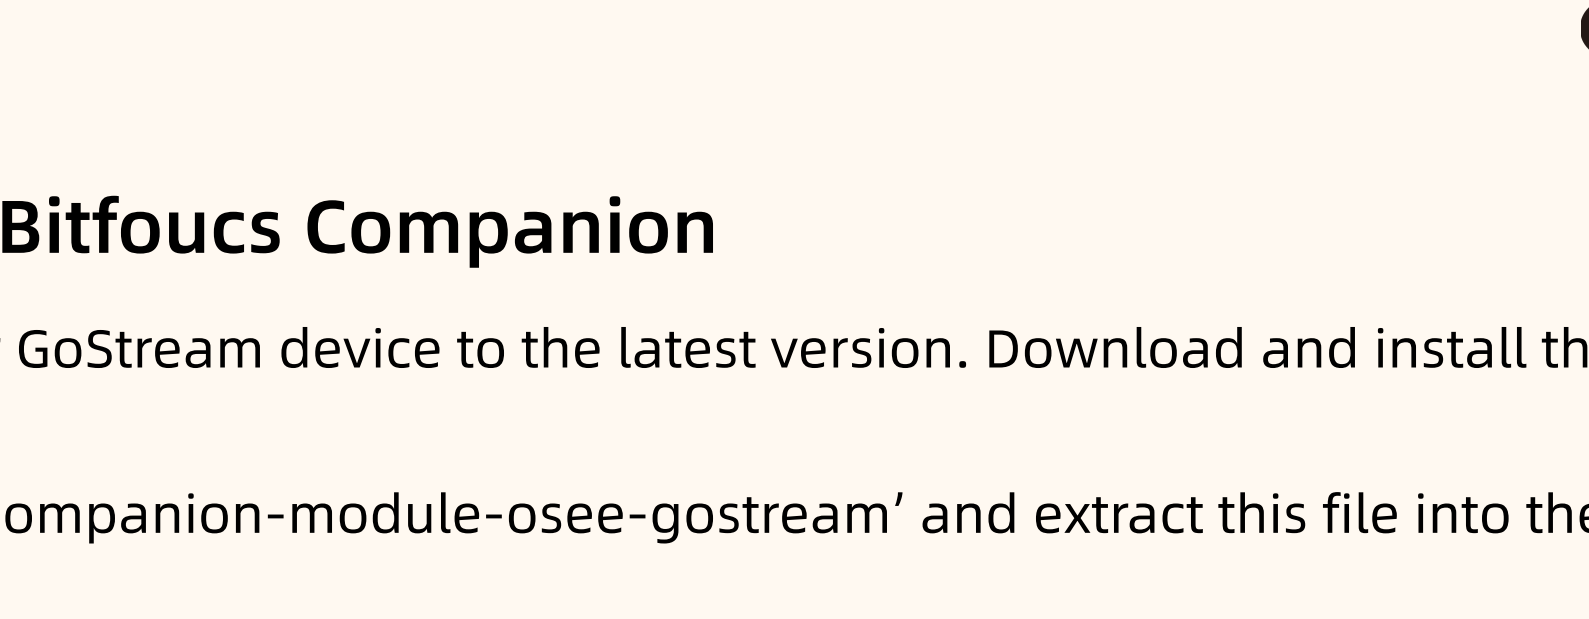 Bitfoucs Companion
GoStream device to the latest version. Download and install th
ompanion-module-osee-gostream’ and extract this file into the